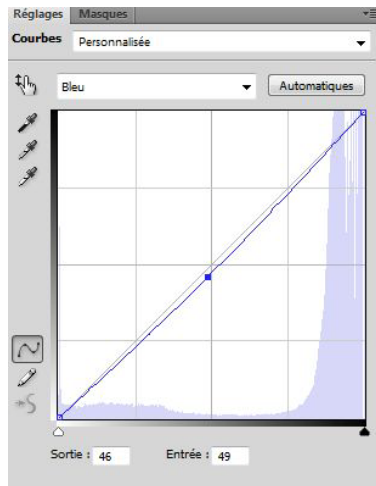 Réglages Masques
Courbes Personnalisée
Bleu Automatiques
Sortie : 46 Entrée : 49